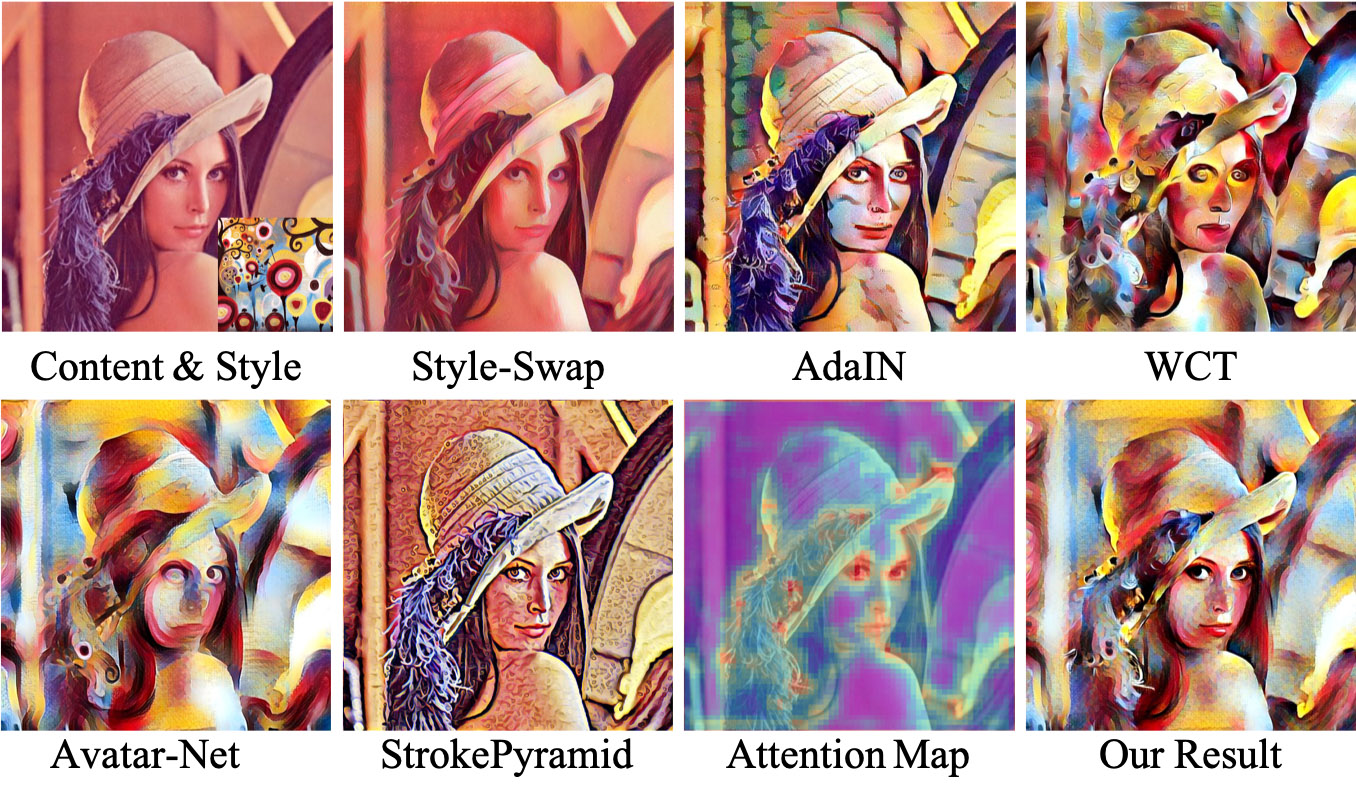 Content & Style
Style-Swap
AdaIN
WCT
Avatar-Net
StrokePyramid
Attention Map
Our Result